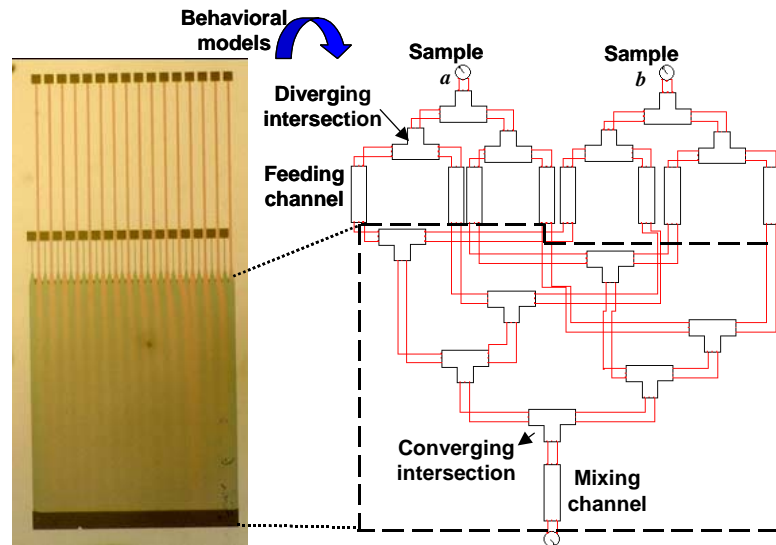 Behavioral
models
Sample
a
Sample
b
Diverging
intersection
Feeding
channel
Converging
intersection
Mixing
channel